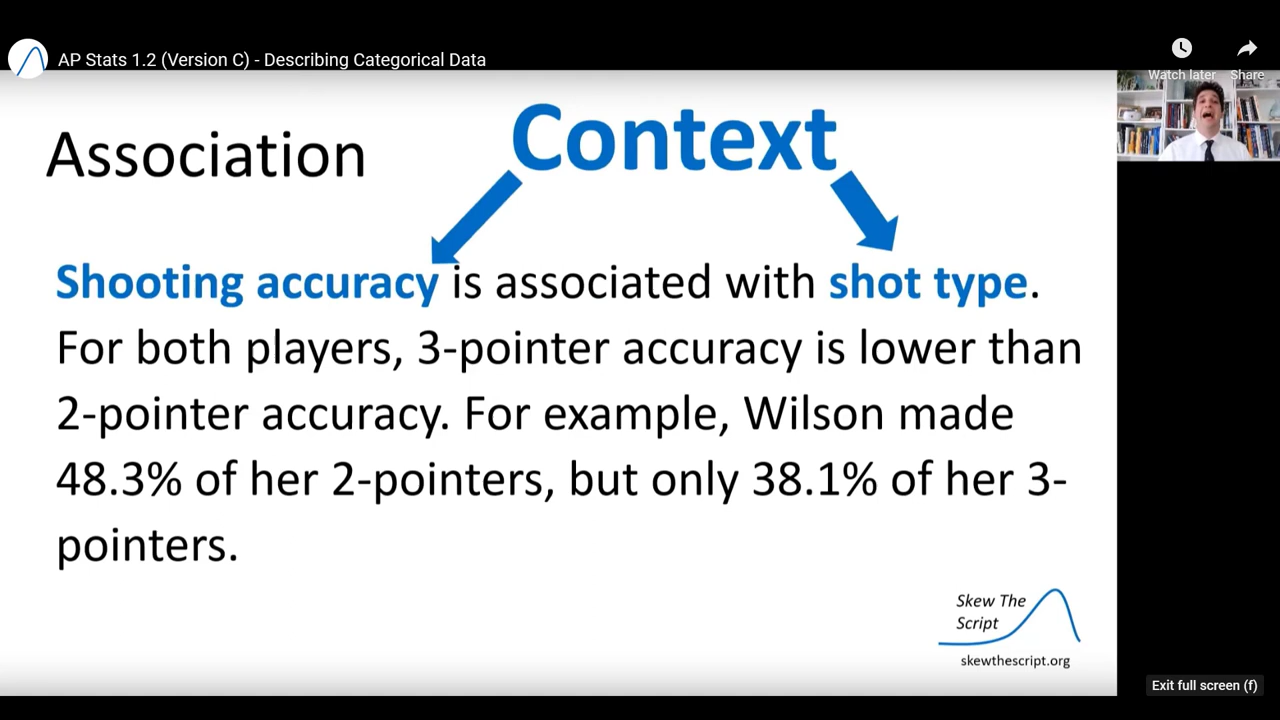 AP Stats 1.2 (Version C) - Describing Categorical Data
Watch later
Share
Association
Context
Shooting accuracy is associated with shot type.
For both players, 3-pointer accuracy is lower than
2-pointer accuracy. For example, Wilson made
48.3% of her 2-pointers, but only 38.1% of her 3-
pointers.
Skew The
Script
skewthescript.org
Exit full screen (f)